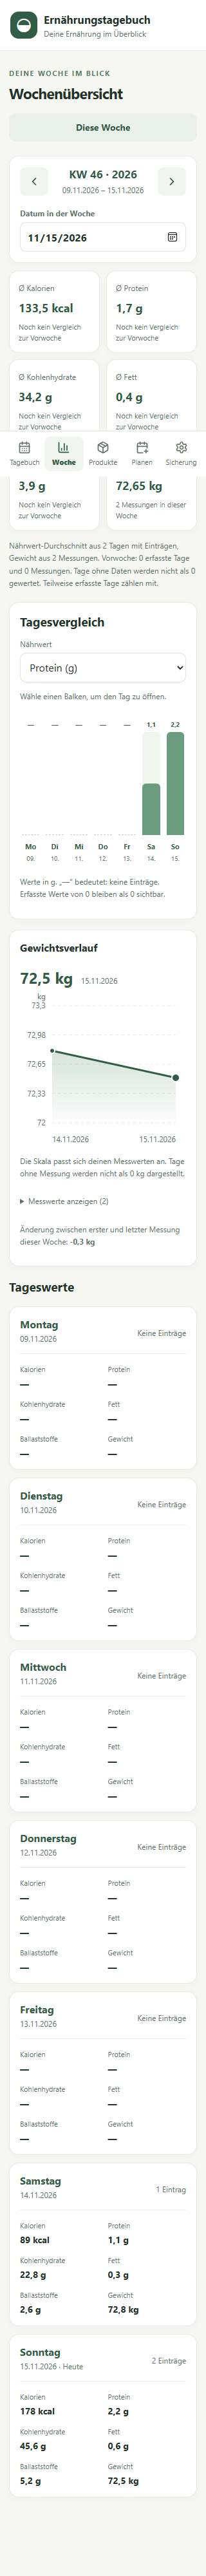 Ernährungstagebuch
Deine Ernährung im Überblick
DEINE WOCHE IM BLICK
Wochenübersicht
Diese Woche
KW 46 · 2026
09.11.2026 – 15.11.2026
Datum in der Woche
11/15/2026
Ø Kalorien
133,5 kcal
Noch kein Vergleich
zur Vorwoche
Ø Protein
1,7 g
Noch kein Vergleich
zur Vorwoche
Ø Kohlenhydrate
34,2 g
Noch kein Vergleich
zur Vorwoche
Ø Fett
0,4 g
Noch kein Vergleich
zur Vorwoche
Tagebuch
Woche
Produkte
Planen
Sicherung
3,9 g
Noch kein Vergleich
zur Vorwoche
72,65 kg
2 Messungen in dieser
Woche
Nährwert-Durchschnitt aus 2 Tagen mit Einträgen,
Gewicht aus 2 Messungen. Vorwoche: 0 erfasste Tage
und 0 Messungen. Tage ohne Daten werden nicht als 0
gewertet. Teilweise erfasste Tage zählen mit.
Tagesvergleich
Nährwert
Protein (g)
Wähle einen Balken, um den Tag zu öffnen.
— — — — — 1,1 2,2
Mo Di Mi Do Fr Sa So
09. 10. 11. 12. 13. 14. 15.
Werte in g. „—“ bedeutet: keine Einträge.
Erfasste Werte von 0 bleiben als 0 sichtbar.
Gewichtsverlauf
72,5 kg 15.11.2026
kg
73,3
72,98
72,65
72,33
72
14.11.2026 15.11.2026
Die Skala passt sich deinen Messwerten an. Tage
ohne Messung werden nicht als 0 kg dargestellt.
Messwerte anzeigen (2)
Änderung zwischen erster und letzter Messung
dieser Woche: -0,3 kg
Tageswerte
Montag
09.11.2026
Keine Einträge
Kalorien Protein
— —
Kohlenhydrate Fett
— —
Ballaststoffe Gewicht
— —
Dienstag
10.11.2026
Keine Einträge
Kalorien Protein
— —
Kohlenhydrate Fett
— —
Ballaststoffe Gewicht
— —
Mittwoch
11.11.2026
Keine Einträge
Kalorien Protein
— —
Kohlenhydrate Fett
— —
Ballaststoffe Gewicht
— —
Donnerstag
12.11.2026
Keine Einträge
Kalorien Protein
— —
Kohlenhydrate Fett
— —
Ballaststoffe Gewicht
— —
Freitag
13.11.2026
Keine Einträge
Kalorien Protein
— —
Kohlenhydrate Fett
— —
Ballaststoffe Gewicht
— —
Samstag
14.11.2026
1 Eintrag
Kalorien Protein
89 kcal 1,1 g
Kohlenhydrate Fett
22,8 g 0,3 g
Ballaststoffe Gewicht
2,6 g 72,8 kg
Sonntag
15.11.2026 · Heute
2 Einträge
Kalorien Protein
178 kcal 2,2 g
Kohlenhydrate Fett
45,6 g 0,6 g
Ballaststoffe Gewicht
5,2 g 72,5 kg